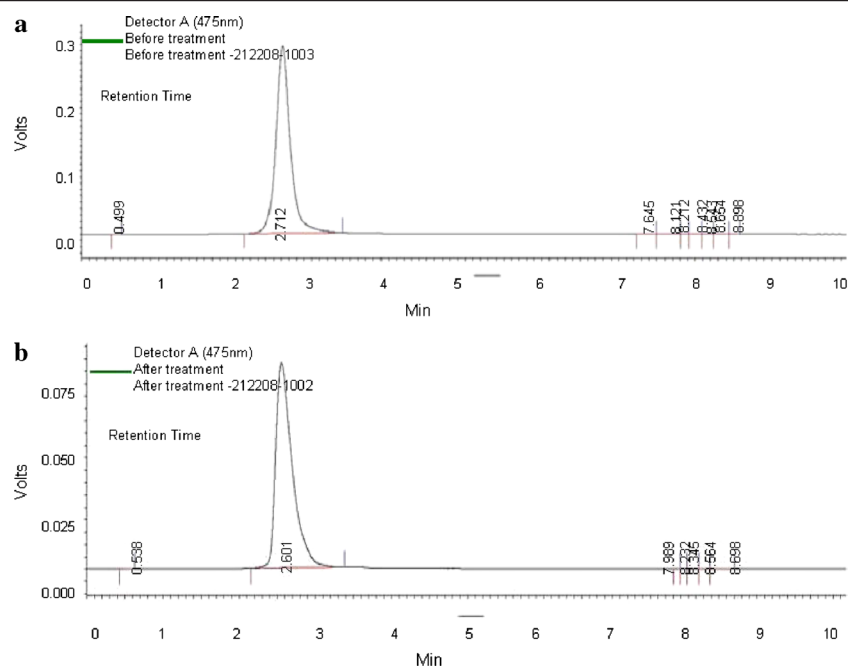 a
Detector A (475nm)
Before treatment
Before treatment -212208-1003
Retention Time
Volts
0.3
0.2
0.1
0.0
0.499
2.712
7.645
8.121
8.212
8.432
8.654
8.898
0 1 2 3 4 5 6 7 8 9 10
Min
b
Detector A (475nm)
After treatment
After treatment -212208-1002
Retention Time
Volts
0.075
0.050
0.025
0.000
0.538
2.601
7.989
8.232
8.345
8.564
8.698
0 1 2 3 4 5 6 7 8 9 10
Min